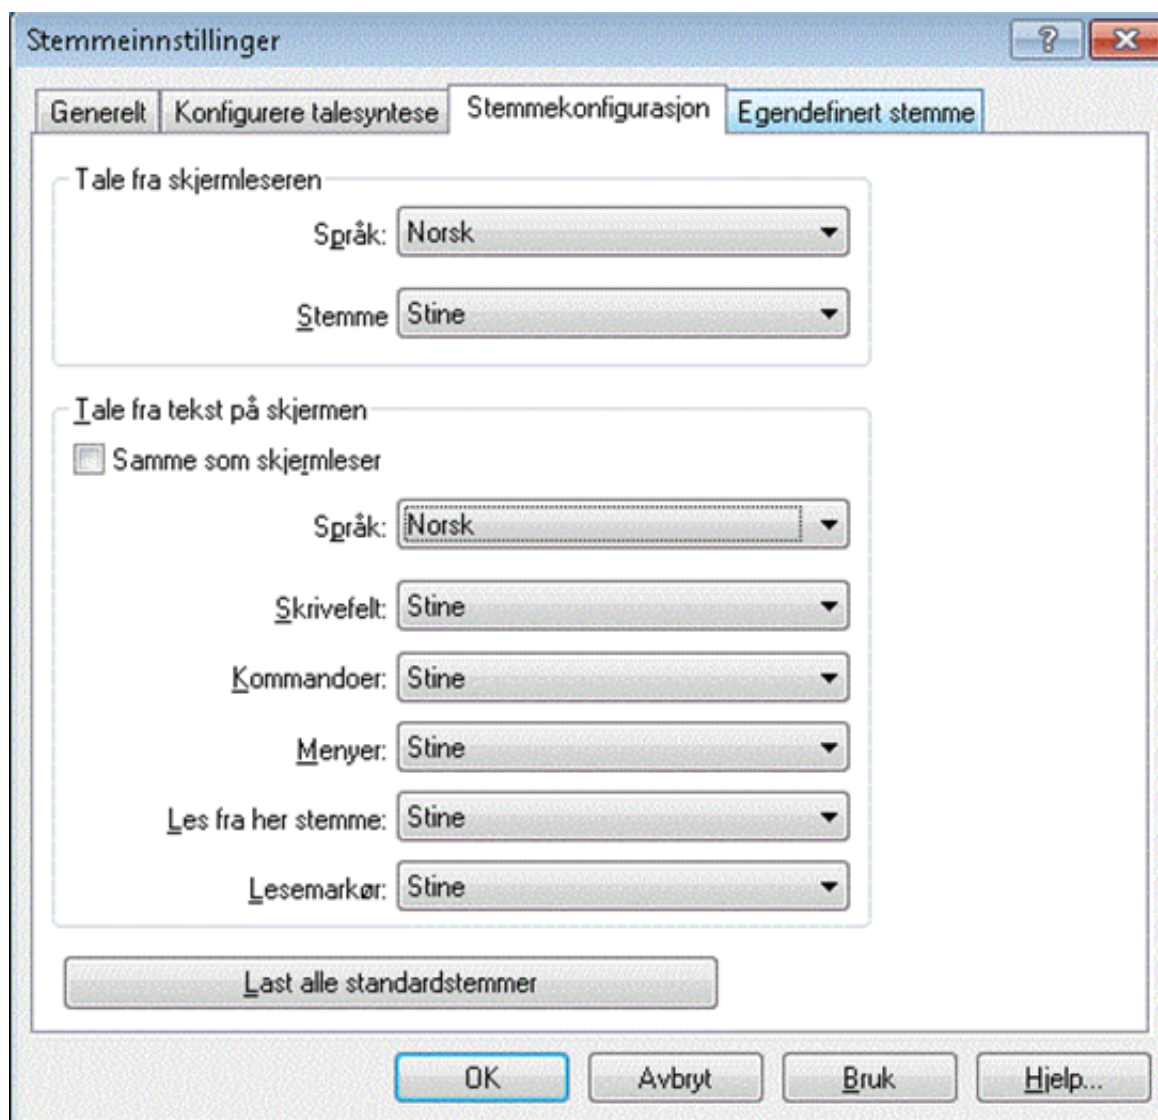 Stemmeinnstillinger
Generelt Konfigurere talesyntese Stemmekonfigurasjon Egendefinert stemme
Tale fra skjermleseren
Språk: Norsk
Stemme Stine
Tale fra tekst på skjermen
Samme som skjermleser
Språk: Norsk
Skrivefelt: Stine
Kommandoer: Stine
Menyer: Stine
Les fra her stemme: Stine
Lesemarkør: Stine
Last alle standardstemmer
OK Avbryt Bruk Hjelp...